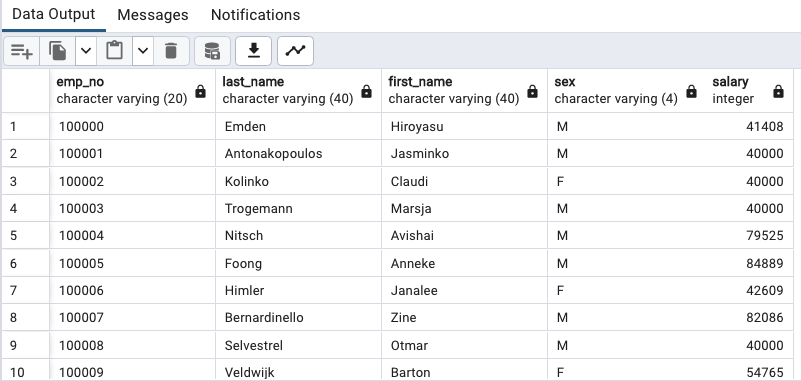 Data Output Messages Notifications
emp_no last_name first_name sex salary
character varying (20) character varying (40) character varying (40) character varying (4) integer
1 100000 Emden Hiroyasu M 41408
2 100001 Antonakopoulos Jasminko M 40000
3 100002 Kolinko Claudi F 40000
4 100003 Trogemann Marsja M 40000
5 100004 Nitsch Avishai M 79525
6 100005 Foong Anneke M 84889
7 100006 Himler Janalee F 42609
8 100007 Bernardinello Zine M 82086
9 100008 Selvestrel Otmar M 40000
10 100009 Veldwijk Barton F 54765